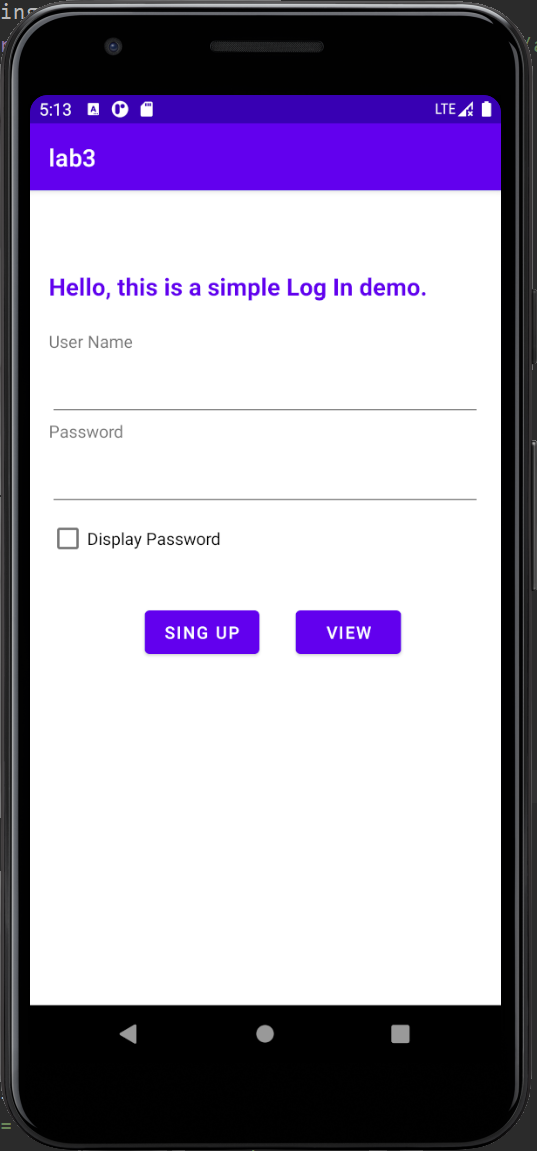 ing
5:13 LTE
lab3
Hello, this is a simple Log In demo.
User Name
Password
Display Password
SING UP VIEW
=